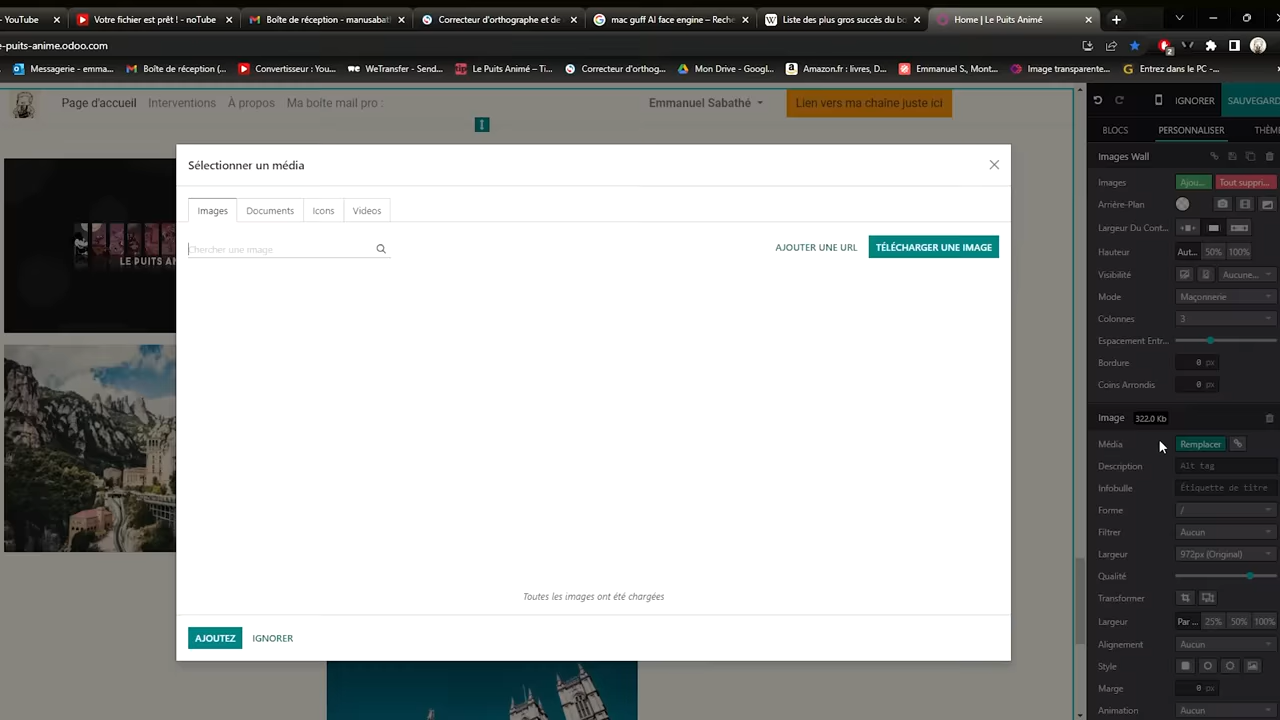 YouTube
Votre fichier est prêt ! - noTube
Boîte de réception - manusabat
Correcteur d'orthographe et de
mac guff AI face engine – Reche
Liste des plus gros succès du bo
Home | Le Puits Animé
e-puits-anime.odoo.com
Messagerie - emma...
Boîte de réception (...
Convertisseur : You...
WeTransfer - Send...
Le Puits Animé – Ti...
Correcteur d'orthog...
Mon Drive - Googl...
Amazon.fr : livres, D...
Emmanuel S., Mont...
Image transparente...
Entrez dans le PC -...
Page d'accueil
Interventions
À propos
Ma boîte mail pro :
Emmanuel Sabathé
Lien vers ma chaîne juste ici
IGNORER
SAUVEGARD
BLOCS
PERSONNALISER
THÈME
Sélectionner un média
Images Wall
Images
Ajou...
Tout suppri...
Arrière-Plan
Images
Documents
Icons
Videos
Largeur Du Cont...
Chercher une image
AJOUTER UNE URL
TÉLÉCHARGER UNE IMAGE
Hauteur
Aut...
50%
100%
LE PUITS AN
Visibilité
Aucune...
Mode
Maçonnerie
Colonnes
3
Espacement Entr...
Bordure
0 px
Coins Arrondis
0 px
Image
322.0 Kb
Média
Remplacer
Description
Alt tag
Infobulle
Étiquette de titre
Forme
/
Filtrer
Aucun
Largeur
972px (Original)
Qualité
Toutes les images ont été chargées
Transformer
Largeur
Par ...
25%
50%
100%
AJOUTEZ
IGNORER
Alignement
Aucun
Style
Marge
0 px
Animation
Aucun